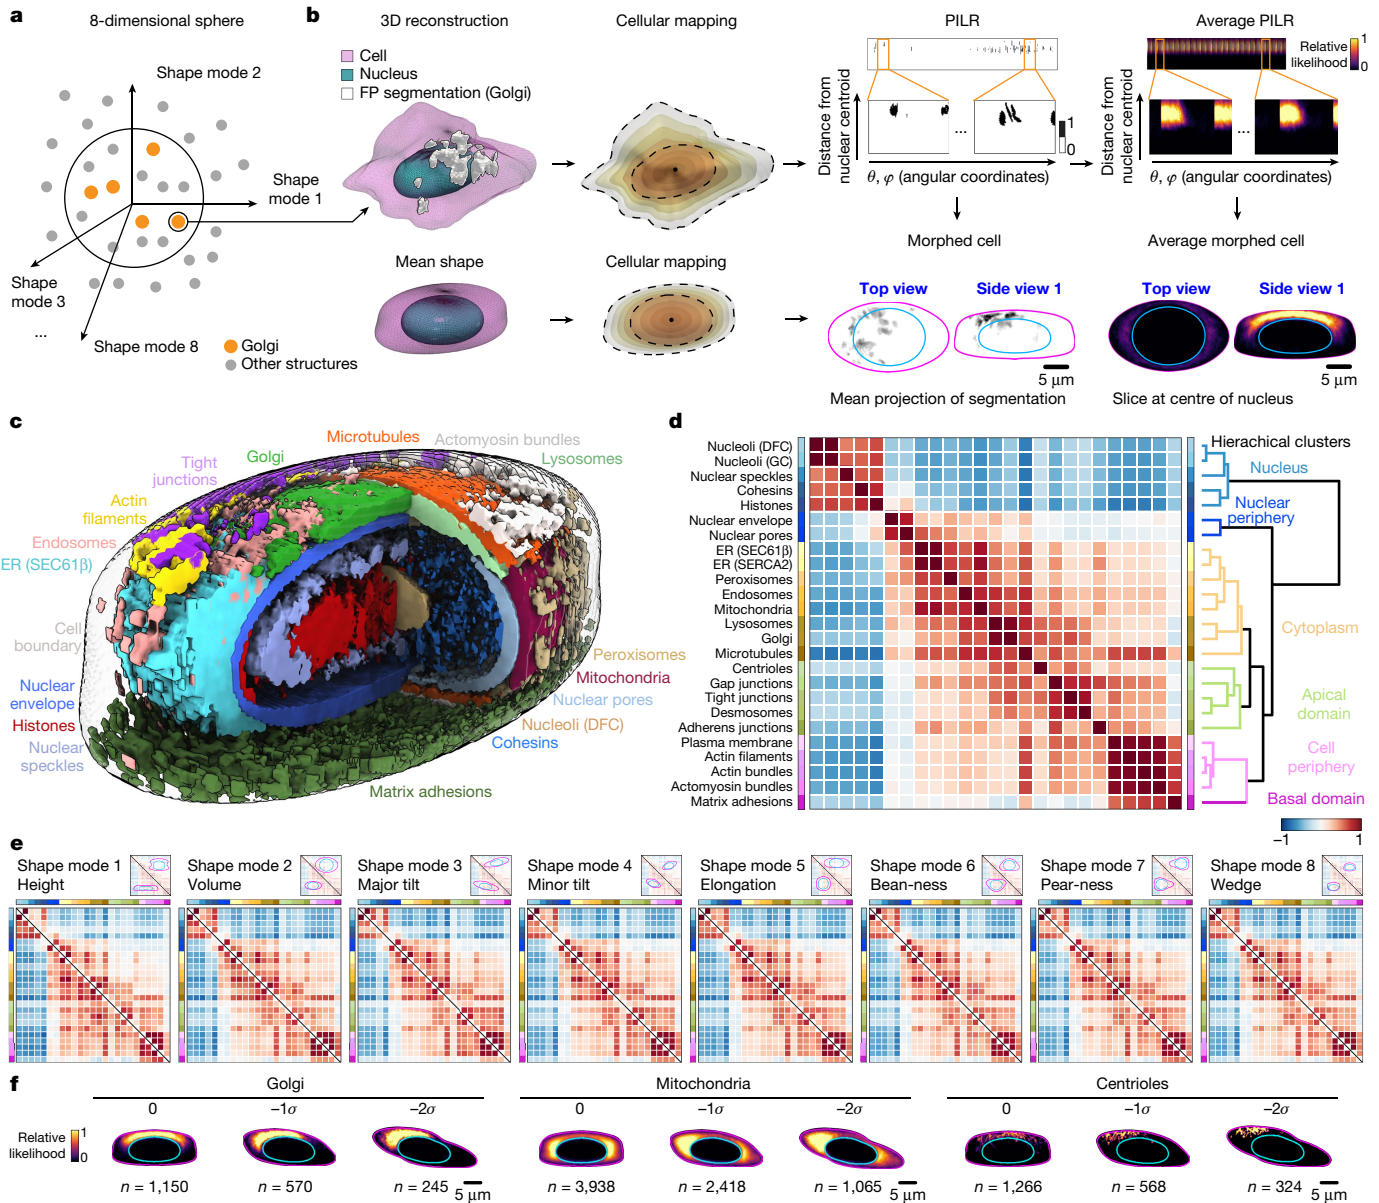 a
8-dimensional sphere
Shape mode 2
Shape
mode 1
Shape
mode 3
...
Shape mode 8
Golgi
Other structures
b
3D reconstruction
Cell
Nucleus
FP segmentation (Golgi)
Cellular mapping
PILR
Distance from
nuclear centroid
...
1
0
θ, φ (angular coordinates)
Average PILR
Relative
likelihood
1
0
Distance from
nuclear centroid
...
θ, φ (angular coordinates)
Mean shape
Cellular mapping
Morphed cell
Top view
Side view 1
5 μm
Mean projection of segmentation
Average morphed cell
Top view
Side view 1
5 μm
Slice at centre of nucleus
c
Microtubules
Actomyosin bundles
Golgi
Lysosomes
Tight
junctions
Actin
filaments
Endosomes
ER (SEC61β)
Cell
boundary
Nuclear
envelope
Histones
Nuclear
speckles
Peroxisomes
Mitochondria
Nuclear pores
Nucleoli (DFC)
Cohesins
Matrix adhesions
d
Nucleoli (DFC)
Nucleoli (GC)
Nuclear speckles
Cohesins
Histones
Nuclear envelope
Nuclear pores
ER (SEC61β)
ER (SERCA2)
Peroxisomes
Endosomes
Mitochondria
Lysosomes
Golgi
Microtubules
Centrioles
Gap junctions
Tight junctions
Desmosomes
Adherens junctions
Plasma membrane
Actin filaments
Actin bundles
Actomyosin bundles
Matrix adhesions
Hierachical clusters
Nucleus
Nuclear
periphery
Cytoplasm
Apical
domain
Cell
periphery
Basal domain
−1
1
e
Shape mode 1
Height
Shape mode 2
Volume
Shape mode 3
Major tilt
Shape mode 4
Minor tilt
Shape mode 5
Elongation
Shape mode 6
Bean-ness
Shape mode 7
Pear-ness
Shape mode 8
Wedge
f
Golgi
0
−1σ
−2σ
Relative
likelihood
1
0
n = 1,150
n = 570
n = 245
5 μm
Mitochondria
0
−1σ
−2σ
n = 3,938
n = 2,418
n = 1,065
5 μm
Centrioles
0
−1σ
−2σ
n = 1,266
n = 568
n = 324
5 μm